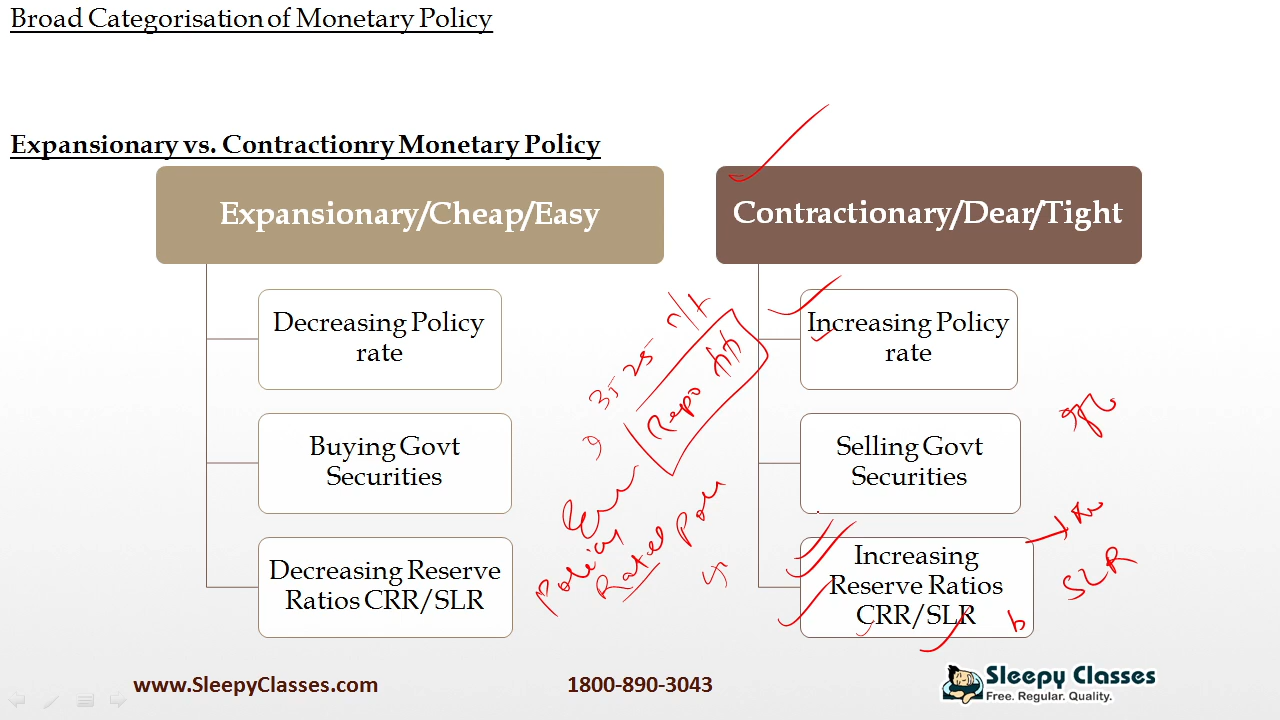 Broad Categorisation of Monetary Policy
Expansionary vs. Contractionry Monetary Policy
Expansionary/Cheap/Easy
Decreasing Policy
rate
Buying Govt
Securities
Decreasing Reserve
Ratios CRR/SLR
Contractionary/Dear/Tight
Increasing Policy
rate
Selling Govt
Securities
Increasing
Reserve Ratios
CRR/SLR
Repo
Policy
Rate
SLR
www.SleepyClasses.com
1800-890-3043
Sleepy Classes
Free. Regular. Quality.